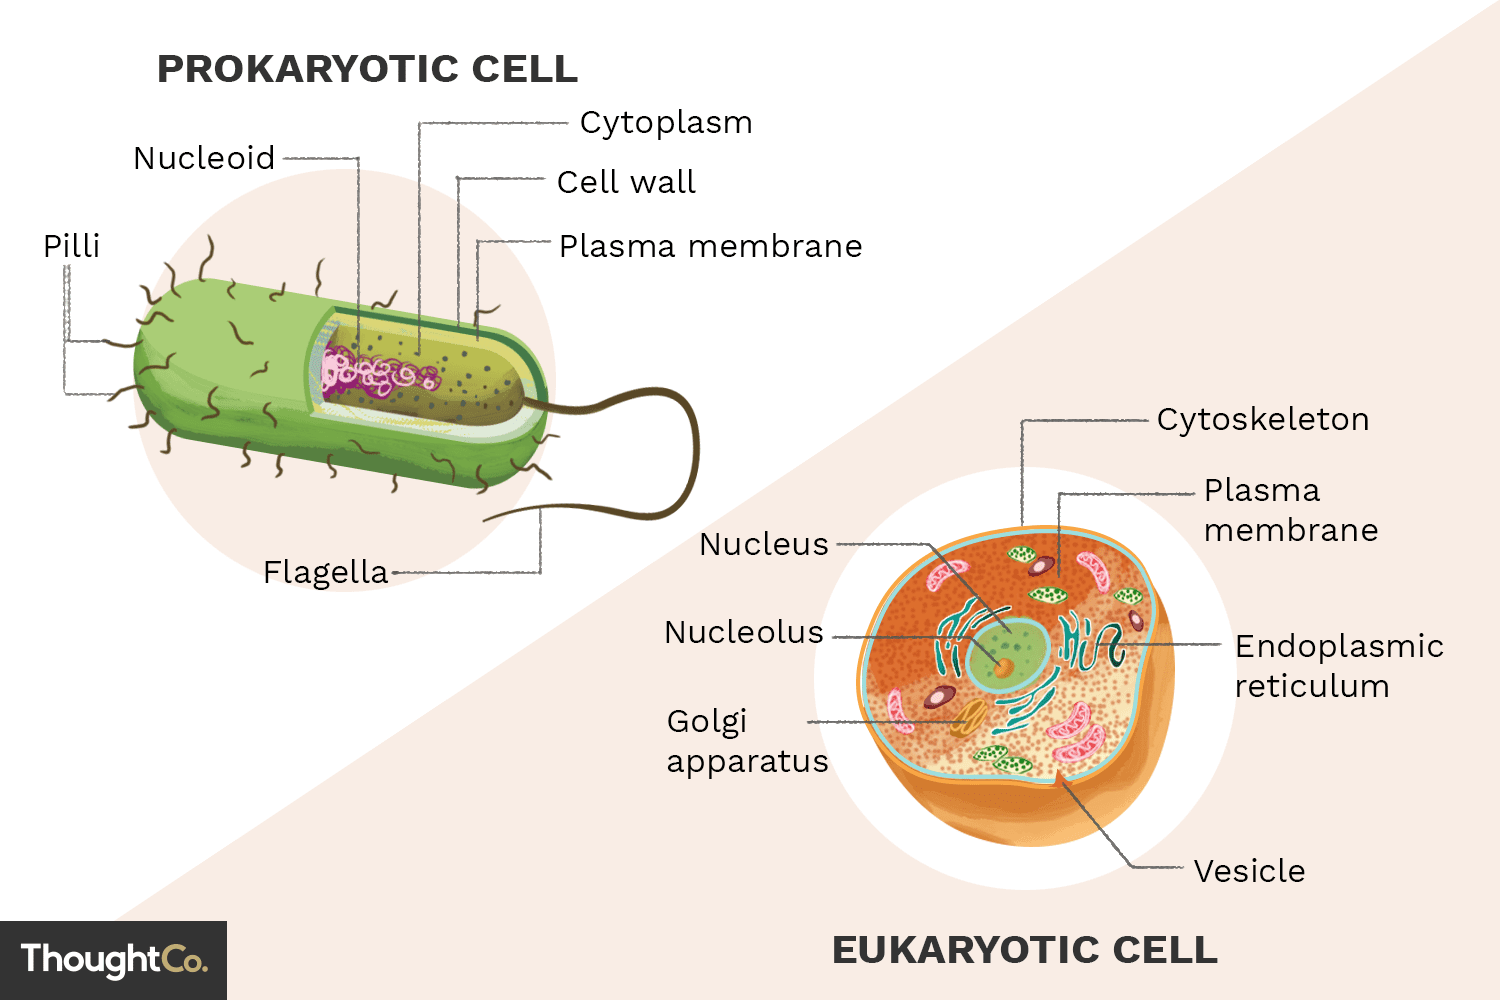 PROKARYOTIC CELL
Cytoplasm
Nucleoid
Cell wall
Pilli
Plasma membrane
Flagella
Cytoskeleton
Plasma
membrane
Nucleus
Nucleolus
Endoplasmic
reticulum
Golgi
apparatus
Vesicle
EUKARYOTIC CELL
ThoughtCo.